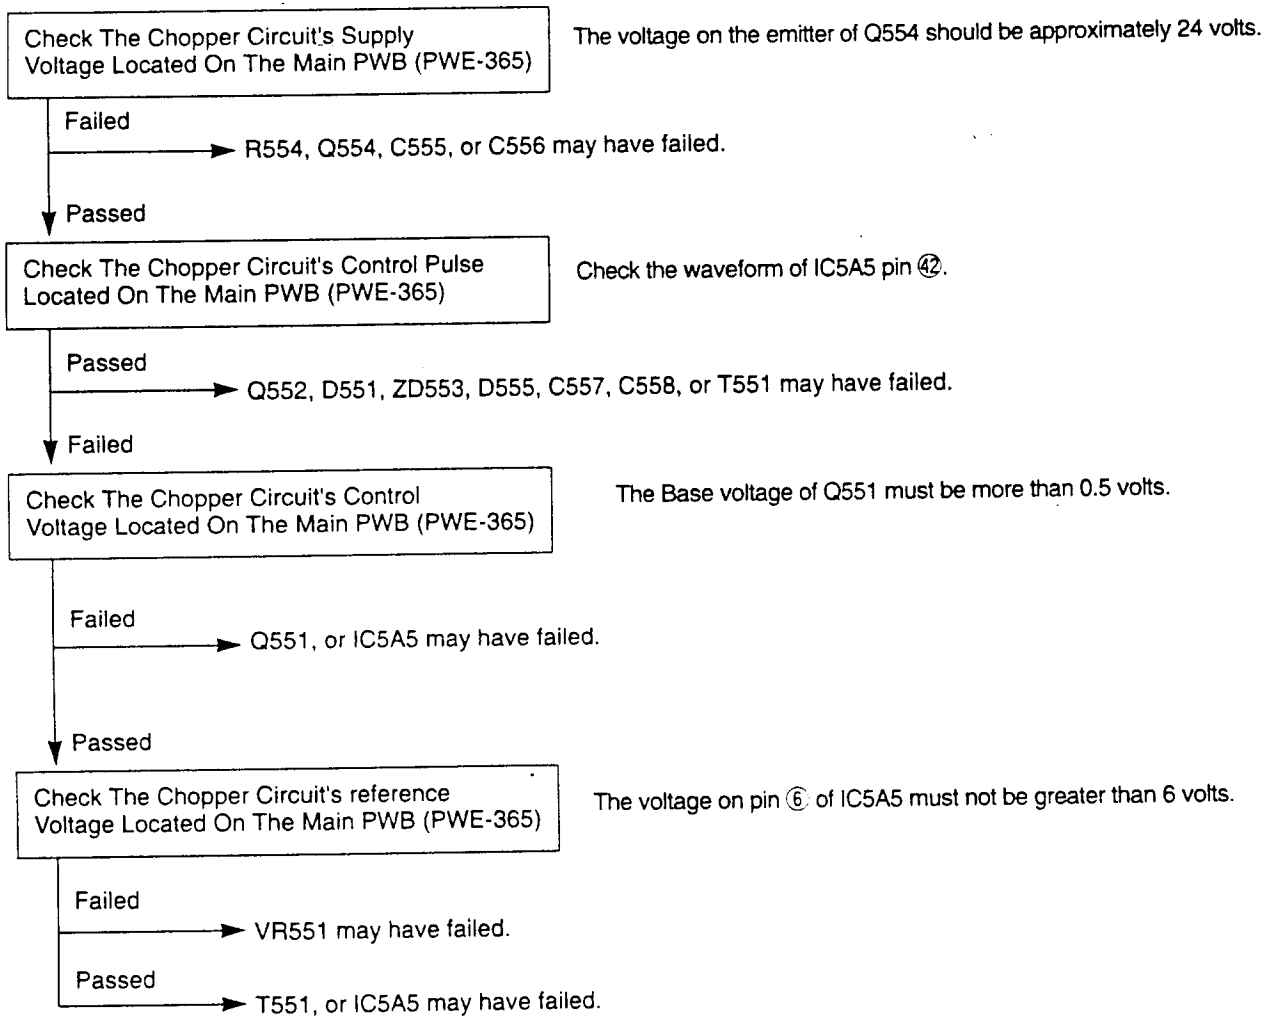 Check The Chopper Circuit's Supply
Voltage Located On The Main PWB (PWE-365)
The voltage on the emitter of Q554 should be approximately 24 volts.
Failed
R554, Q554, C555, or C556 may have failed.
Passed
Check The Chopper Circuit's Control Pulse
Located On The Main PWB (PWE-365)
Check the waveform of IC5A5 pin ㊷.
Passed
Q552, D551, ZD553, D555, C557, C558, or T551 may have failed.
Failed
Check The Chopper Circuit's Control
Voltage Located On The Main PWB (PWE-365)
The Base voltage of Q551 must be more than 0.5 volts.
Failed
Q551, or IC5A5 may have failed.
Passed
Check The Chopper Circuit's reference
Voltage Located On The Main PWB (PWE-365)
The voltage on pin ⑥ of IC5A5 must not be greater than 6 volts.
Failed
VR551 may have failed.
Passed
T551, or IC5A5 may have failed.